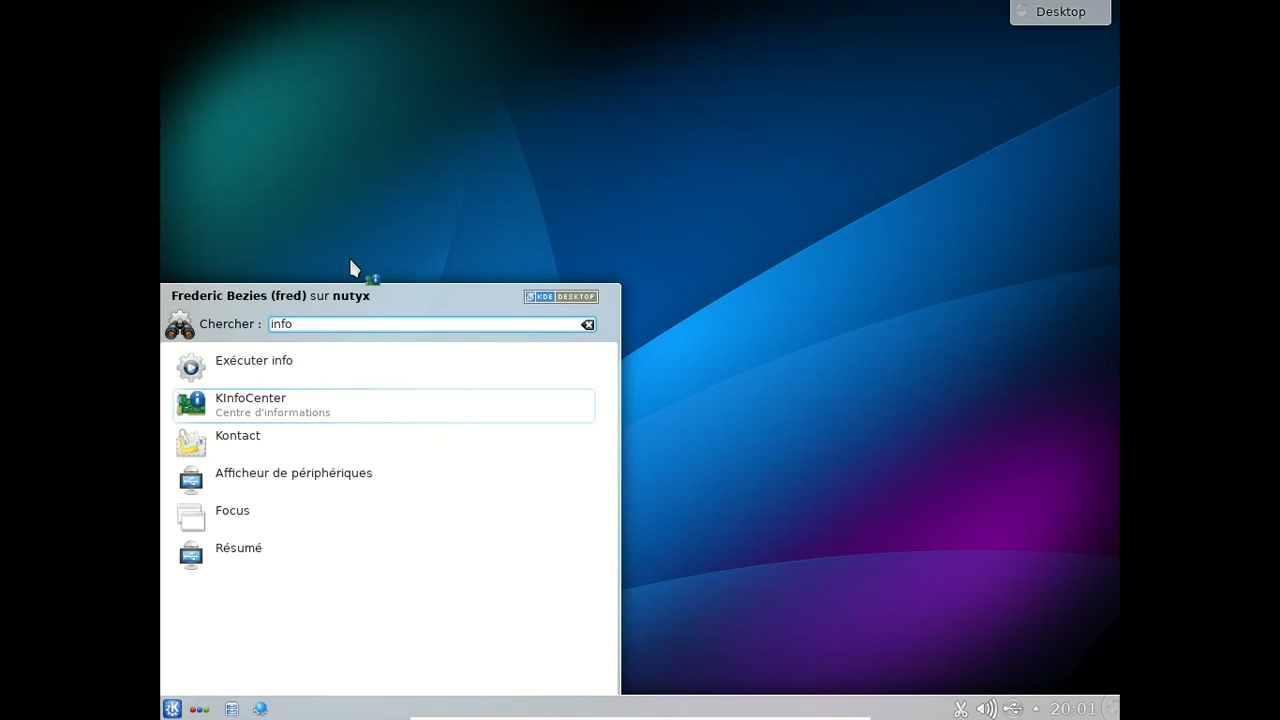 Desktop
Frederic Bezies (fred) sur nutyx
KDE DESKTOP
Chercher : info
Exécuter info
KInfoCenter
Centre d'informations
Kontact
Afficheur de périphériques
Focus
Résumé
20:01